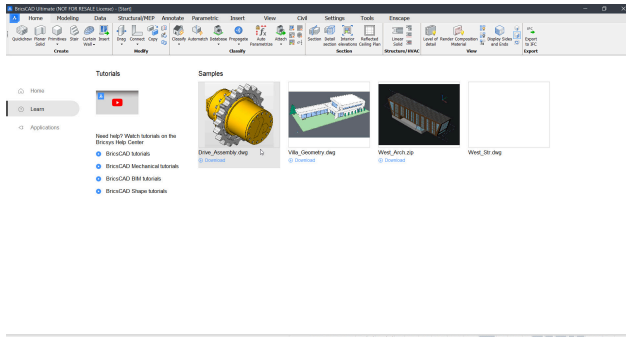 BricsCAD Ultimate (NOT FOR RESALE License) - [Start]
Home Modeling Data Structural/MEP Annotate Parametric Insert View Civil Settings Tools Enscape
Quickdraw Planar Primitives Stair Curtain Insert Drag Connect Copy Classify Automatch Database Propagate Auto Attach Section Detail Interior Reflected Linear Level of Render Composition Display Sides Export
Solid Wall Parametrize section elevations Ceiling Plan Solid detail Material and Ends to IFC
Create Modify Classify Section Structure / HVAC View Export
Tutorials
Samples
Home
Learn
Applications
Need help? Watch tutorials on the
Bricsys Help Center
BricsCAD tutorials
BricsCAD Mechanical tutorials
BricsCAD BIM tutorials
BricsCAD Shape tutorials
Drive_Assembly.dwg
Download
Villa_Geometry.dwg
Download
West_Arch.zip
Download
West_Str.dwg